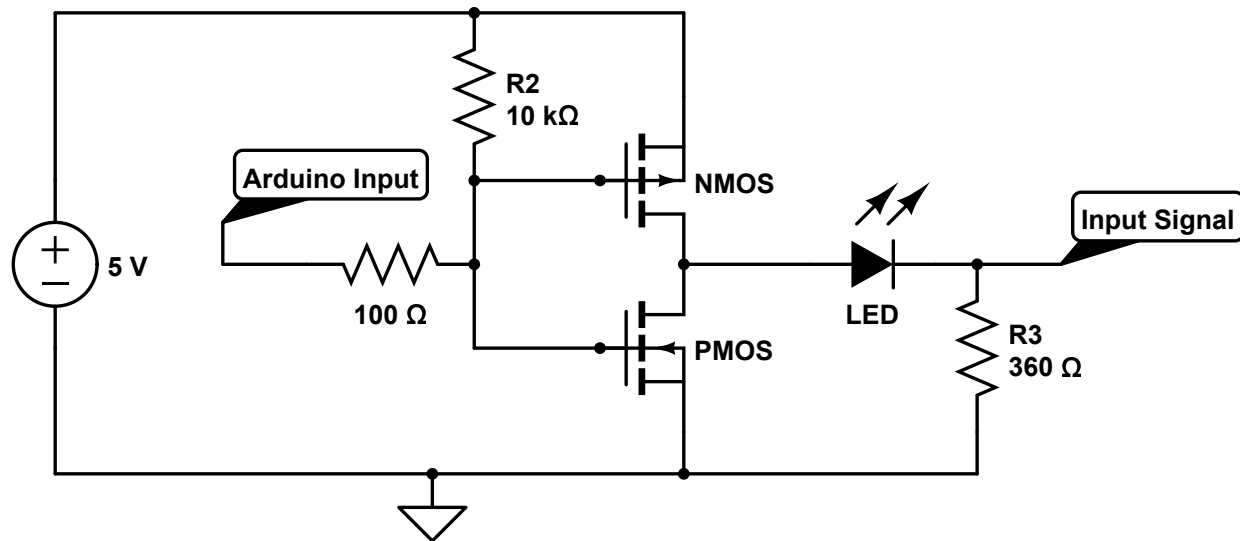 R2
10 kΩ
Arduino Input
NMOS
Input Signal
+
−
5 V
100 Ω
LED
PMOS
R3
360 Ω